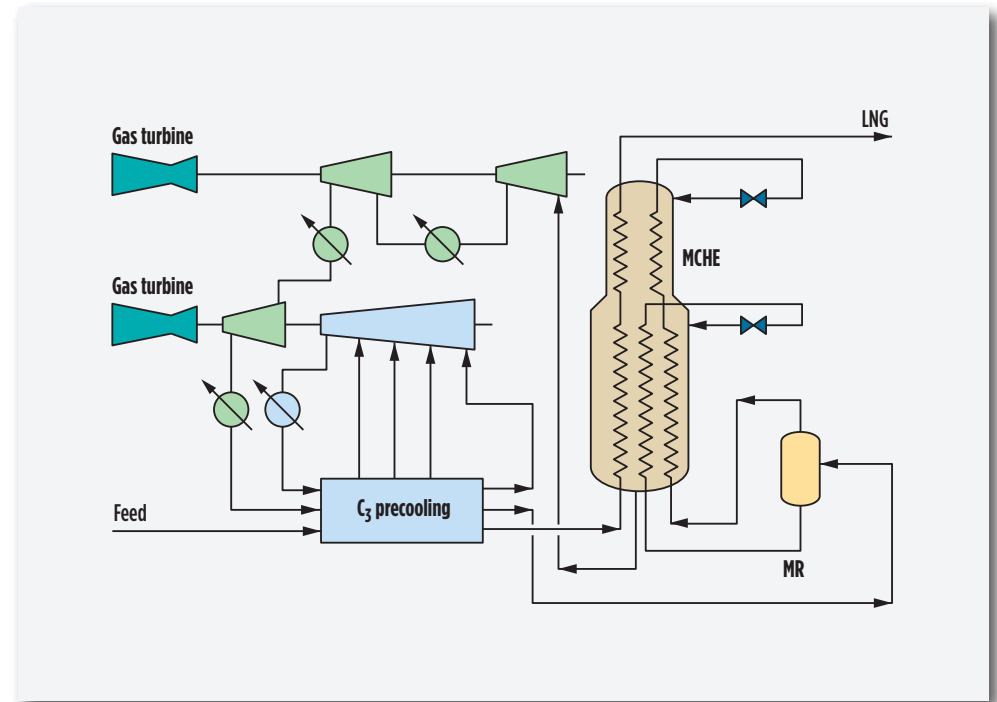 LNG
Gas turbine
MCHE
Gas turbine
C₃ precooling
Feed
MR